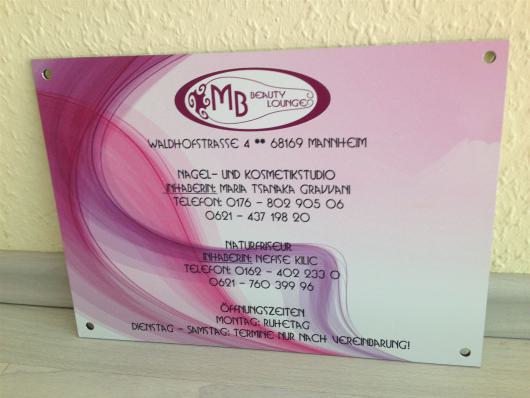 MB BEAUTY
LOUNGE
WALDHOFSTRASSE 4 ** 68169 MANNHEIM
NAGEL- UND KOSMETIKSTUDIO
INHABERIN: MARIA TSANAKA GRAVVANI
TELEFON: 0176 - 802 905 06
0621 - 437 198 20
NATURFRISEUR
INHABERIN: NEFISE KILIC
TELEFON: 0162 - 402 233 0
0621 - 760 399 96
ÖFFNUNGSZEITEN
MONTAG: RUHETAG
DIENSTAG - SAMSTAG: TERMINE NUR NACH VEREINBARUNG!